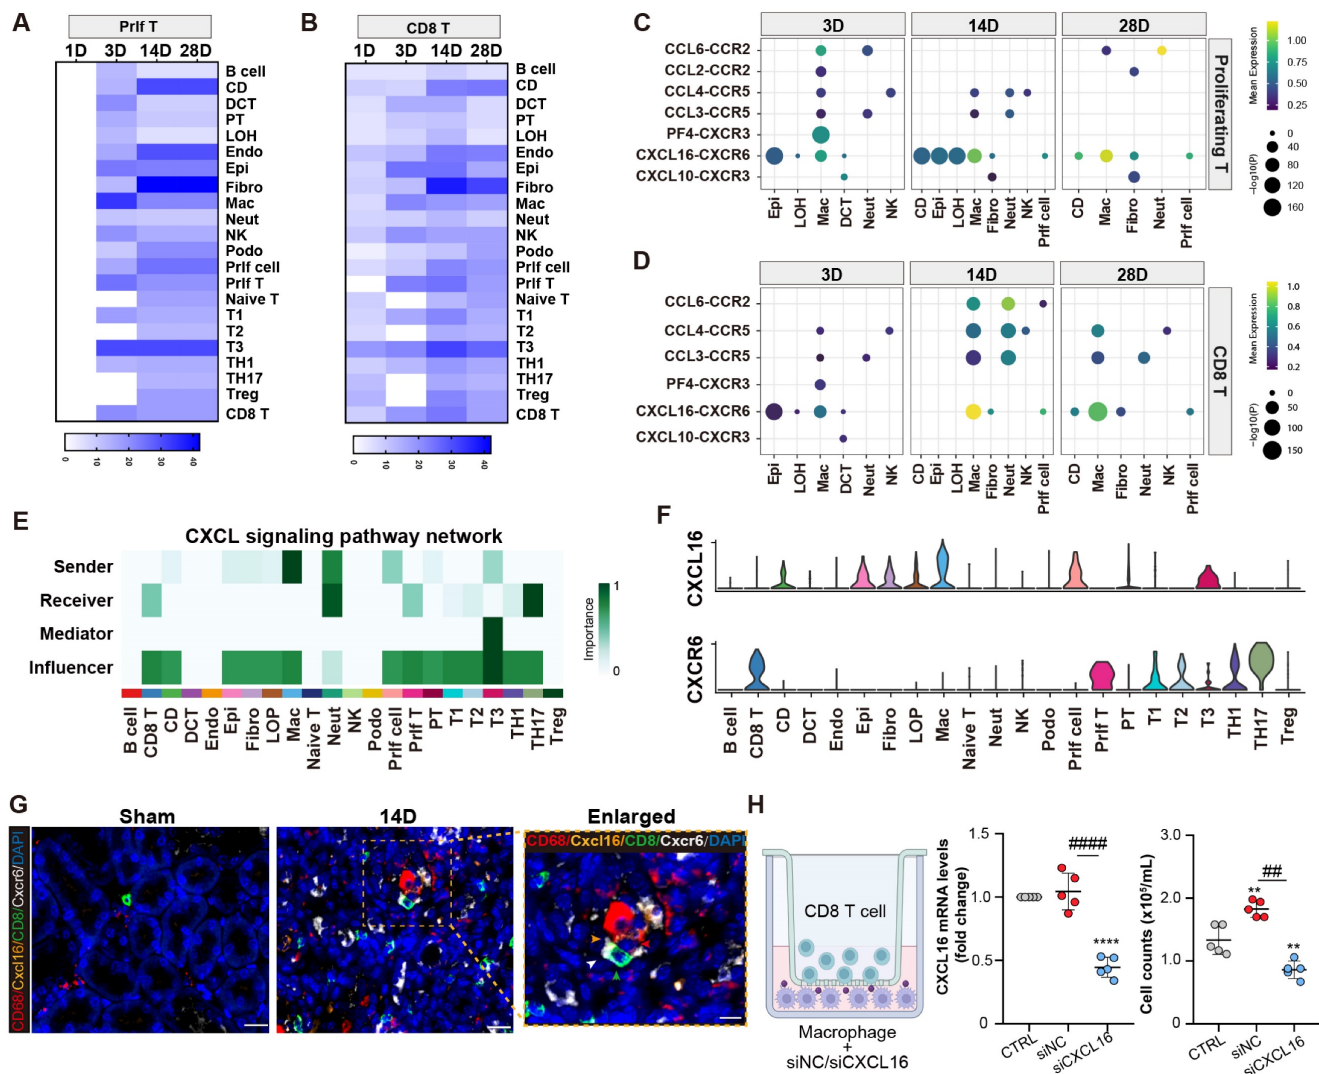 A
Prlf T
1D 3D 14D 28D
B cell
CD
DCT
PT
LOH
Endo
Epi
Fibro
Mac
Neut
NK
Podo
Prlf cell
Prlf T
Naive T
T1
T2
T3
TH1
TH17
Treg
CD8 T
0 10 20 30 40
B
CD8 T
1D 3D 14D 28D
B cell
CD
DCT
PT
LOH
Endo
Epi
Fibro
Mac
Neut
NK
Podo
Prlf cell
Prlf T
Naive T
T1
T2
T3
TH1
TH17
Treg
CD8 T
0 10 20 30 40
C
3D 14D 28D
CCL6-CCR2
CCL2-CCR2
CCL4-CCR5
CCL3-CCR5
PF4-CXCR3
CXCL16-CXCR6
CXCL10-CXCR3
Epi LOH Mac DCT Neut NK
CD Epi LOH Mac Fibro Neut NK Prlf cell
CD Mac Fibro Neut Prlf cell
Proliferating T
Mean Expression
1.00
0.75
0.50
0.25
-log10(P)
0
40
80
120
160
D
3D 14D 28D
CCL6-CCR2
CCL4-CCR5
CCL3-CCR5
PF4-CXCR3
CXCL16-CXCR6
CXCL10-CXCR3
Epi LOH Mac DCT Neut NK
CD Epi LOH Mac Fibro Neut NK Prlf cell
CD Mac Fibro Neut NK Prlf cell
CD8 T
Mean Expression
1.0
0.8
0.6
0.4
0.2
-log10(P)
0
50
100
150
E
CXCL signaling pathway network
Sender
Receiver
Mediator
Influencer
B cell CD8 T CD DCT Endo Epi Fibro LOP Mac Naive T Neut NK Podo Prlf cell Prlf T PT T1 T2 T3 TH1 TH17 Treg
Importance
1
0
F
CXCL16
CXCR6
B cell CD8 T CD DCT Endo Epi Fibro LOP Mac Naive T Neut NK Podo Prlf cell Prlf T PT T1 T2 T3 TH1 TH17 Treg
G
Sham 14D Enlarged
CD68/Cxcl16/CD8/Cxcr6/DAPI
CD68/Cxcl16/CD8/Cxcr6/DAPI
H
CD8 T cell
Macrophage
+
siNC/siCXCL16
CXCL16 mRNA levels
(fold change)
1.5
1.0
0.5
0
####
****
CTRL siNC siCXCL16
Cell counts (x10⁵/mL)
3.0
2.0
1.0
0
##
**
**
CTRL siNC siCXCL16